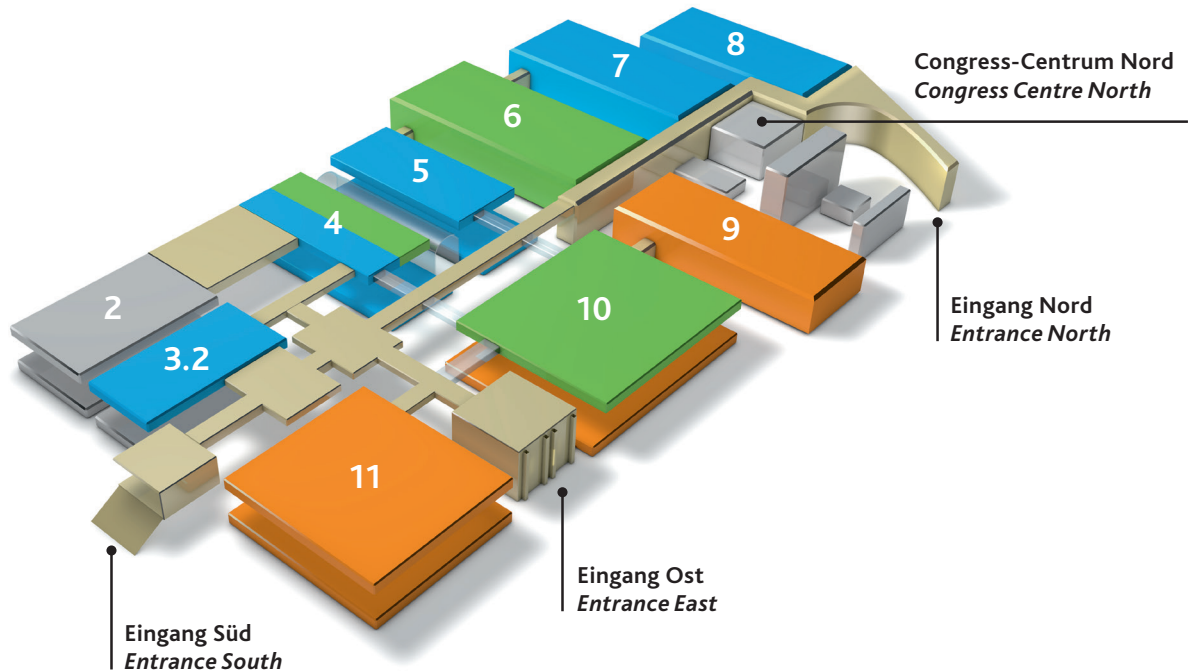 8
7
Congress-Centrum Nord
Congress Centre North
6
5
4
9
2
10
Eingang Nord
Entrance North
3.2
11
Eingang Ost
Entrance East
Eingang Süd
Entrance South